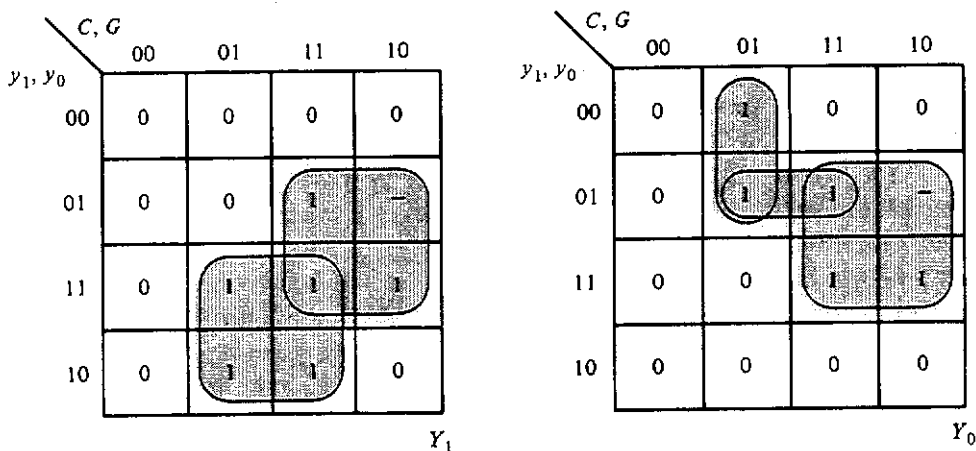 C, G
00 01 11 10
y₁, y₀
00 0 0 0 0
01 0 0 1 –
11 0 1 1 1
10 0 1 1 0
Y₁
C, G
00 01 11 10
y₁, y₀
00 0 1 0 0
01 0 1 1 –
11 0 0 1 1
10 0 0 0 0
Y₀